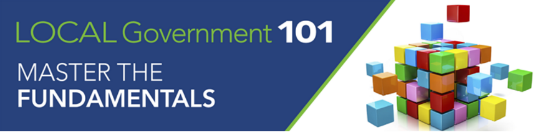 LOCAL Government 101
MASTER THE
FUNDAMENTALS